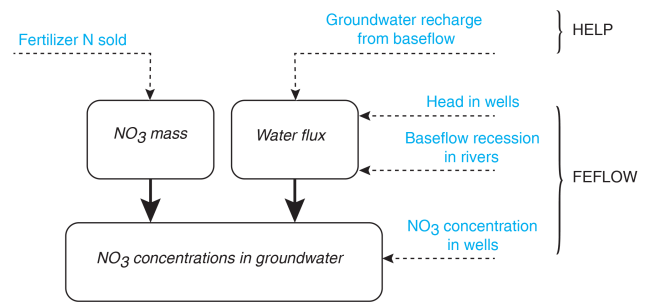 Groundwater recharge
from baseflow
HELP
Fertilizer N sold
Head in wells
NO3 mass
Water flux
Baseflow recession
in rivers
FEFLOW
NO3 concentration
in wells
NO3 concentrations in groundwater